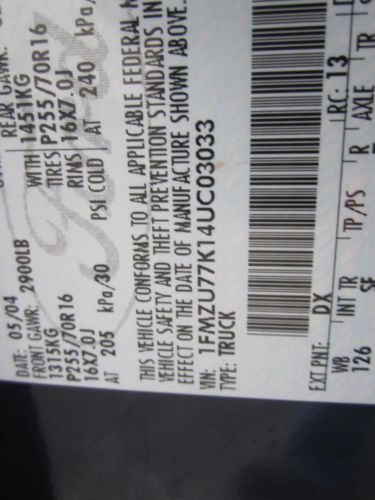 DATE: 05/04
FRONT GAWR: 2900LB REAR GAWR:
1315KG WITH 1451KG
P255/70R16 TIRES P255/70R16
16X7.0J RIMS 16X7.0J
AT 205 kPa/30 PSI COLD AT 240 kPa/
THIS VEHICLE CONFORMS TO ALL APPLICABLE FEDERAL
VEHICLE SAFETY AND THEFT PREVENTION STANDARDS IN
EFFECT ON THE DATE OF MANUFACTURE SHOWN ABOVE.
VIN: 1FMZU77K14UC03033
TYPE: TRUCK
EXT PNT: DX RC: 13
WB INT TR TP/PS R AXLE TR
126 SF